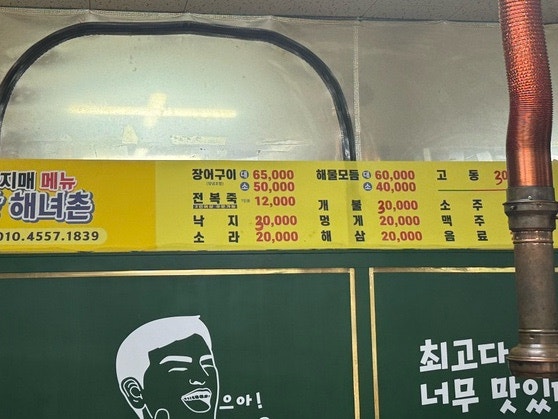 지매 메뉴
해녀촌
010.4557.1839
장어구이 대 65,000
소 50,000
전복죽 12,000
낙지 30,000
소라 20,000
해물모듬 대 60,000
소 40,000
개불 30,000
멍게 20,000
해삼 20,000
고동 30
소주
맥주
음료
으아!
최고다
너무 맛있